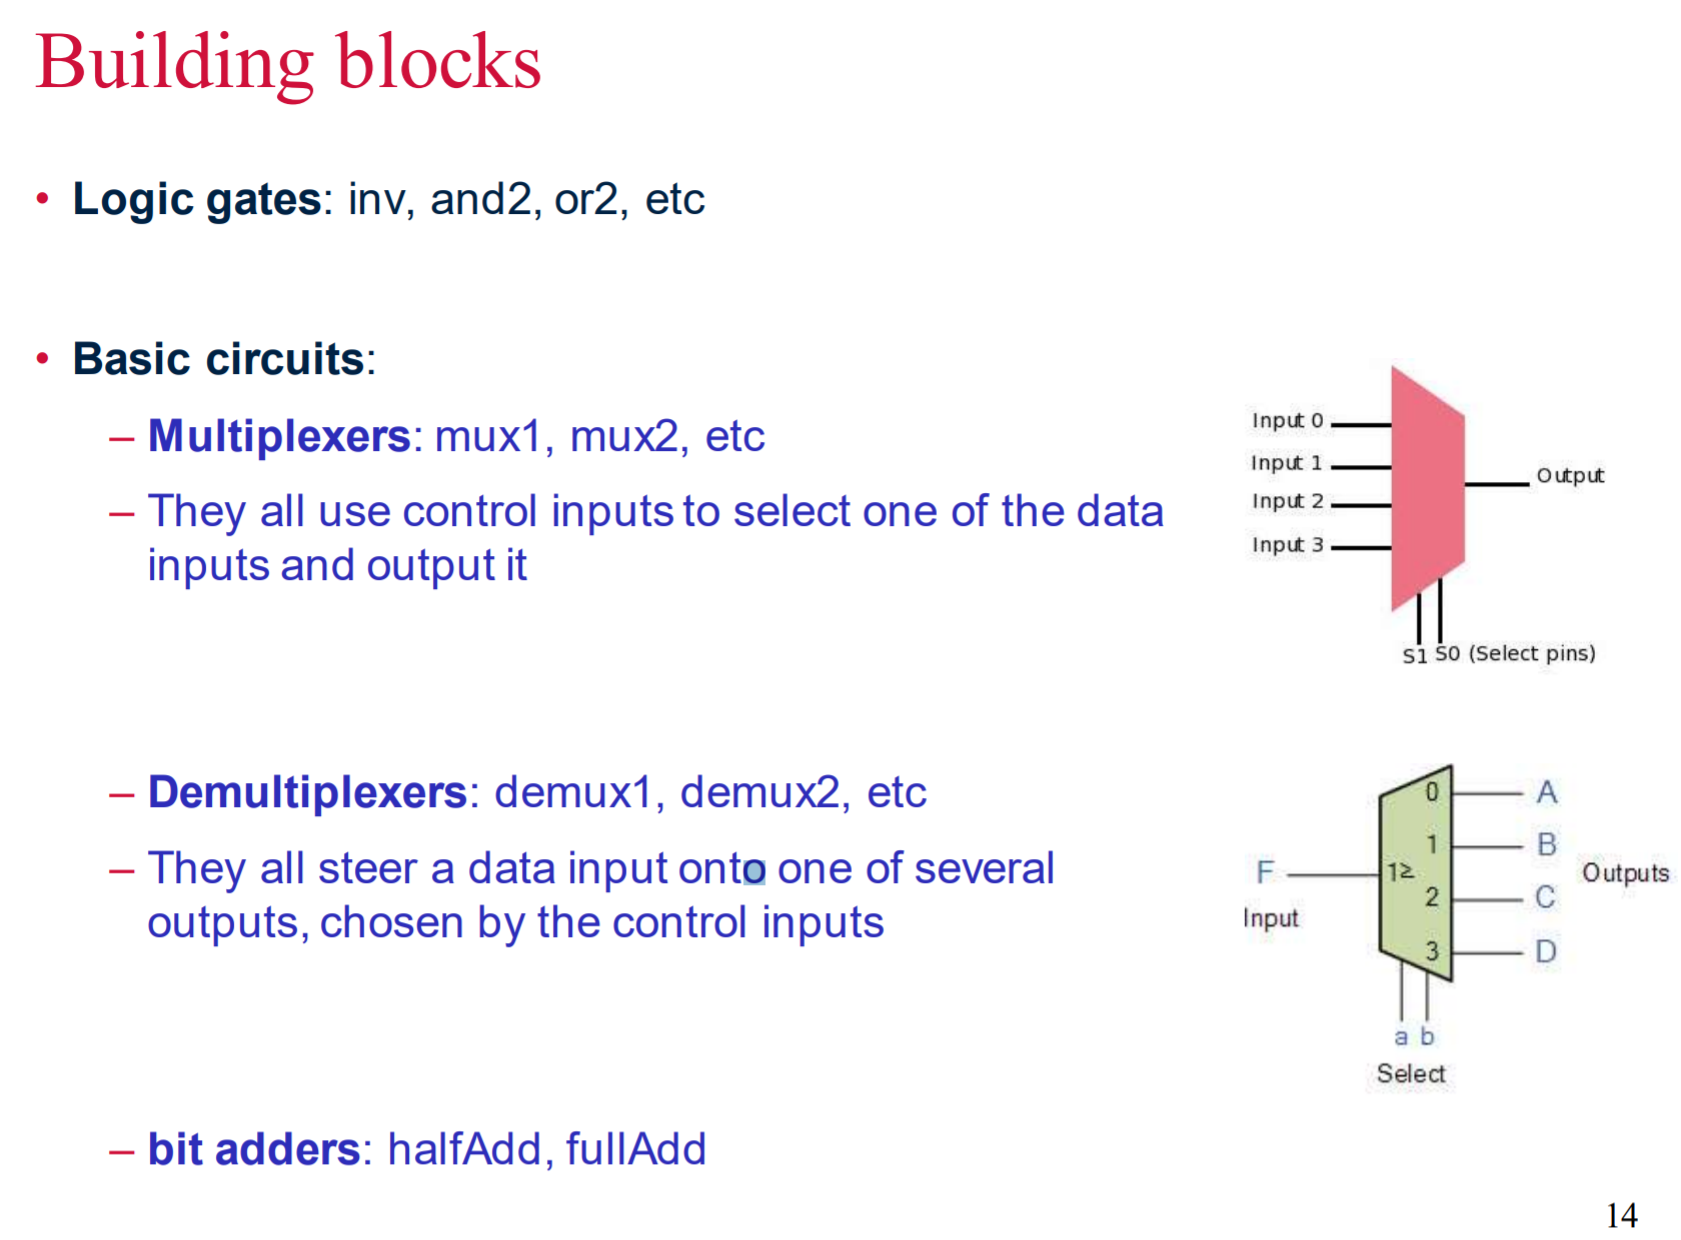 Building blocks
• Logic gates: inv, and2, or2, etc
• Basic circuits:
– Multiplexers: mux1, mux2, etc
– They all use control inputs to select one of the data
inputs and output it
Input 0
Input 1
Input 2
Input 3
Output
S1 S0 (Select pins)
– Demultiplexers: demux1, demux2, etc
– They all steer a data input onto one of several
outputs, chosen by the control inputs
F
Input
1≥
0
1
2
3
A
B
C
D
Outputs
a b
Select
– bit adders: halfAdd, fullAdd
14